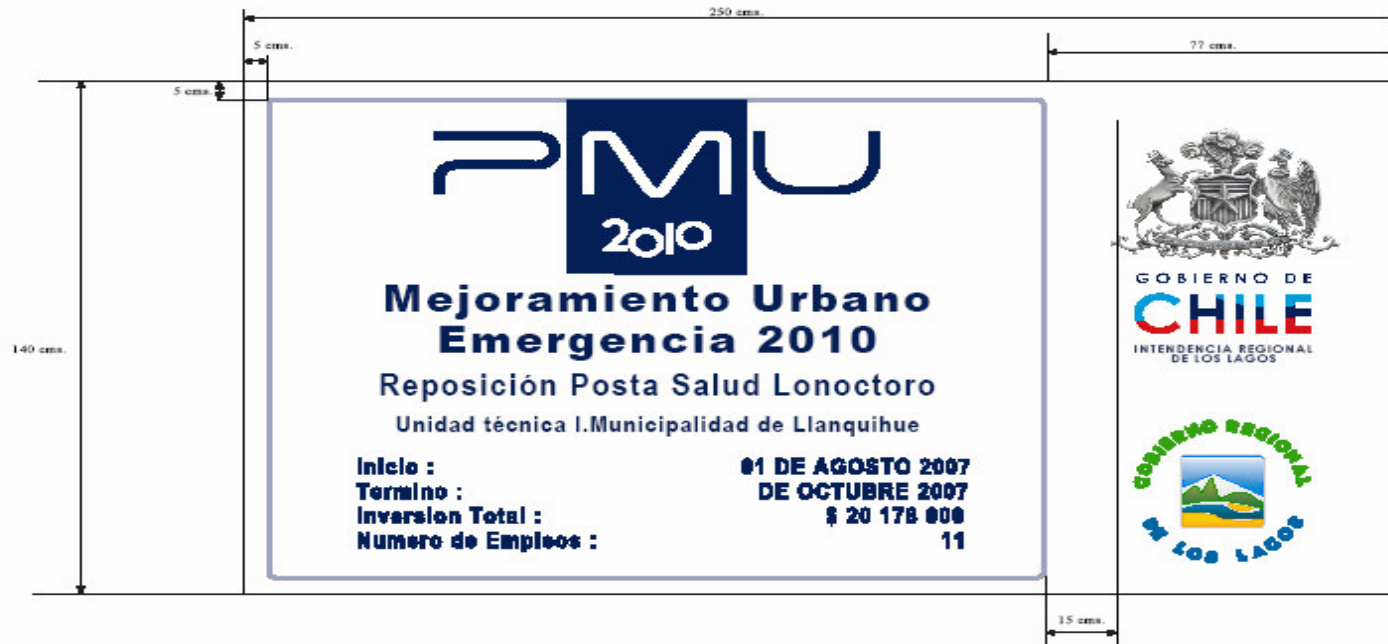 250 cms.
5 cms.
77 cms.
5 cms.
PMU
2010
Mejoramiento Urbano
Emergencia 2010
Reposición Posta Salud Lonoctoro
Unidad técnica I.Municipalidad de Llanquihue
Inicio : 01 DE AGOSTO 2007
Termino : DE OCTUBRE 2007
Inversion Total : $ 20 178 000
Numero de Empleos : 11
140 cms.
GOBIERNO DE
CHILE
INTENDENCIA REGIONAL
DE LOS LAGOS
GOBIERNO REGIONAL
DE LOS LAGOS
15 cms.